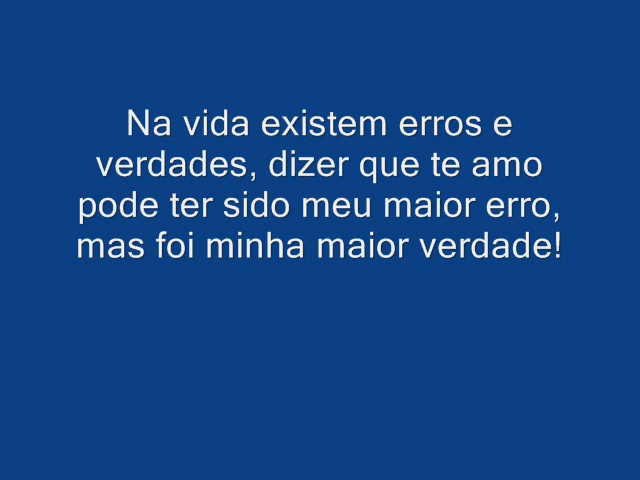 Na vida existem erros e
verdades, dizer que te amo
pode ter sido meu maior erro,
mas foi minha maior verdade!